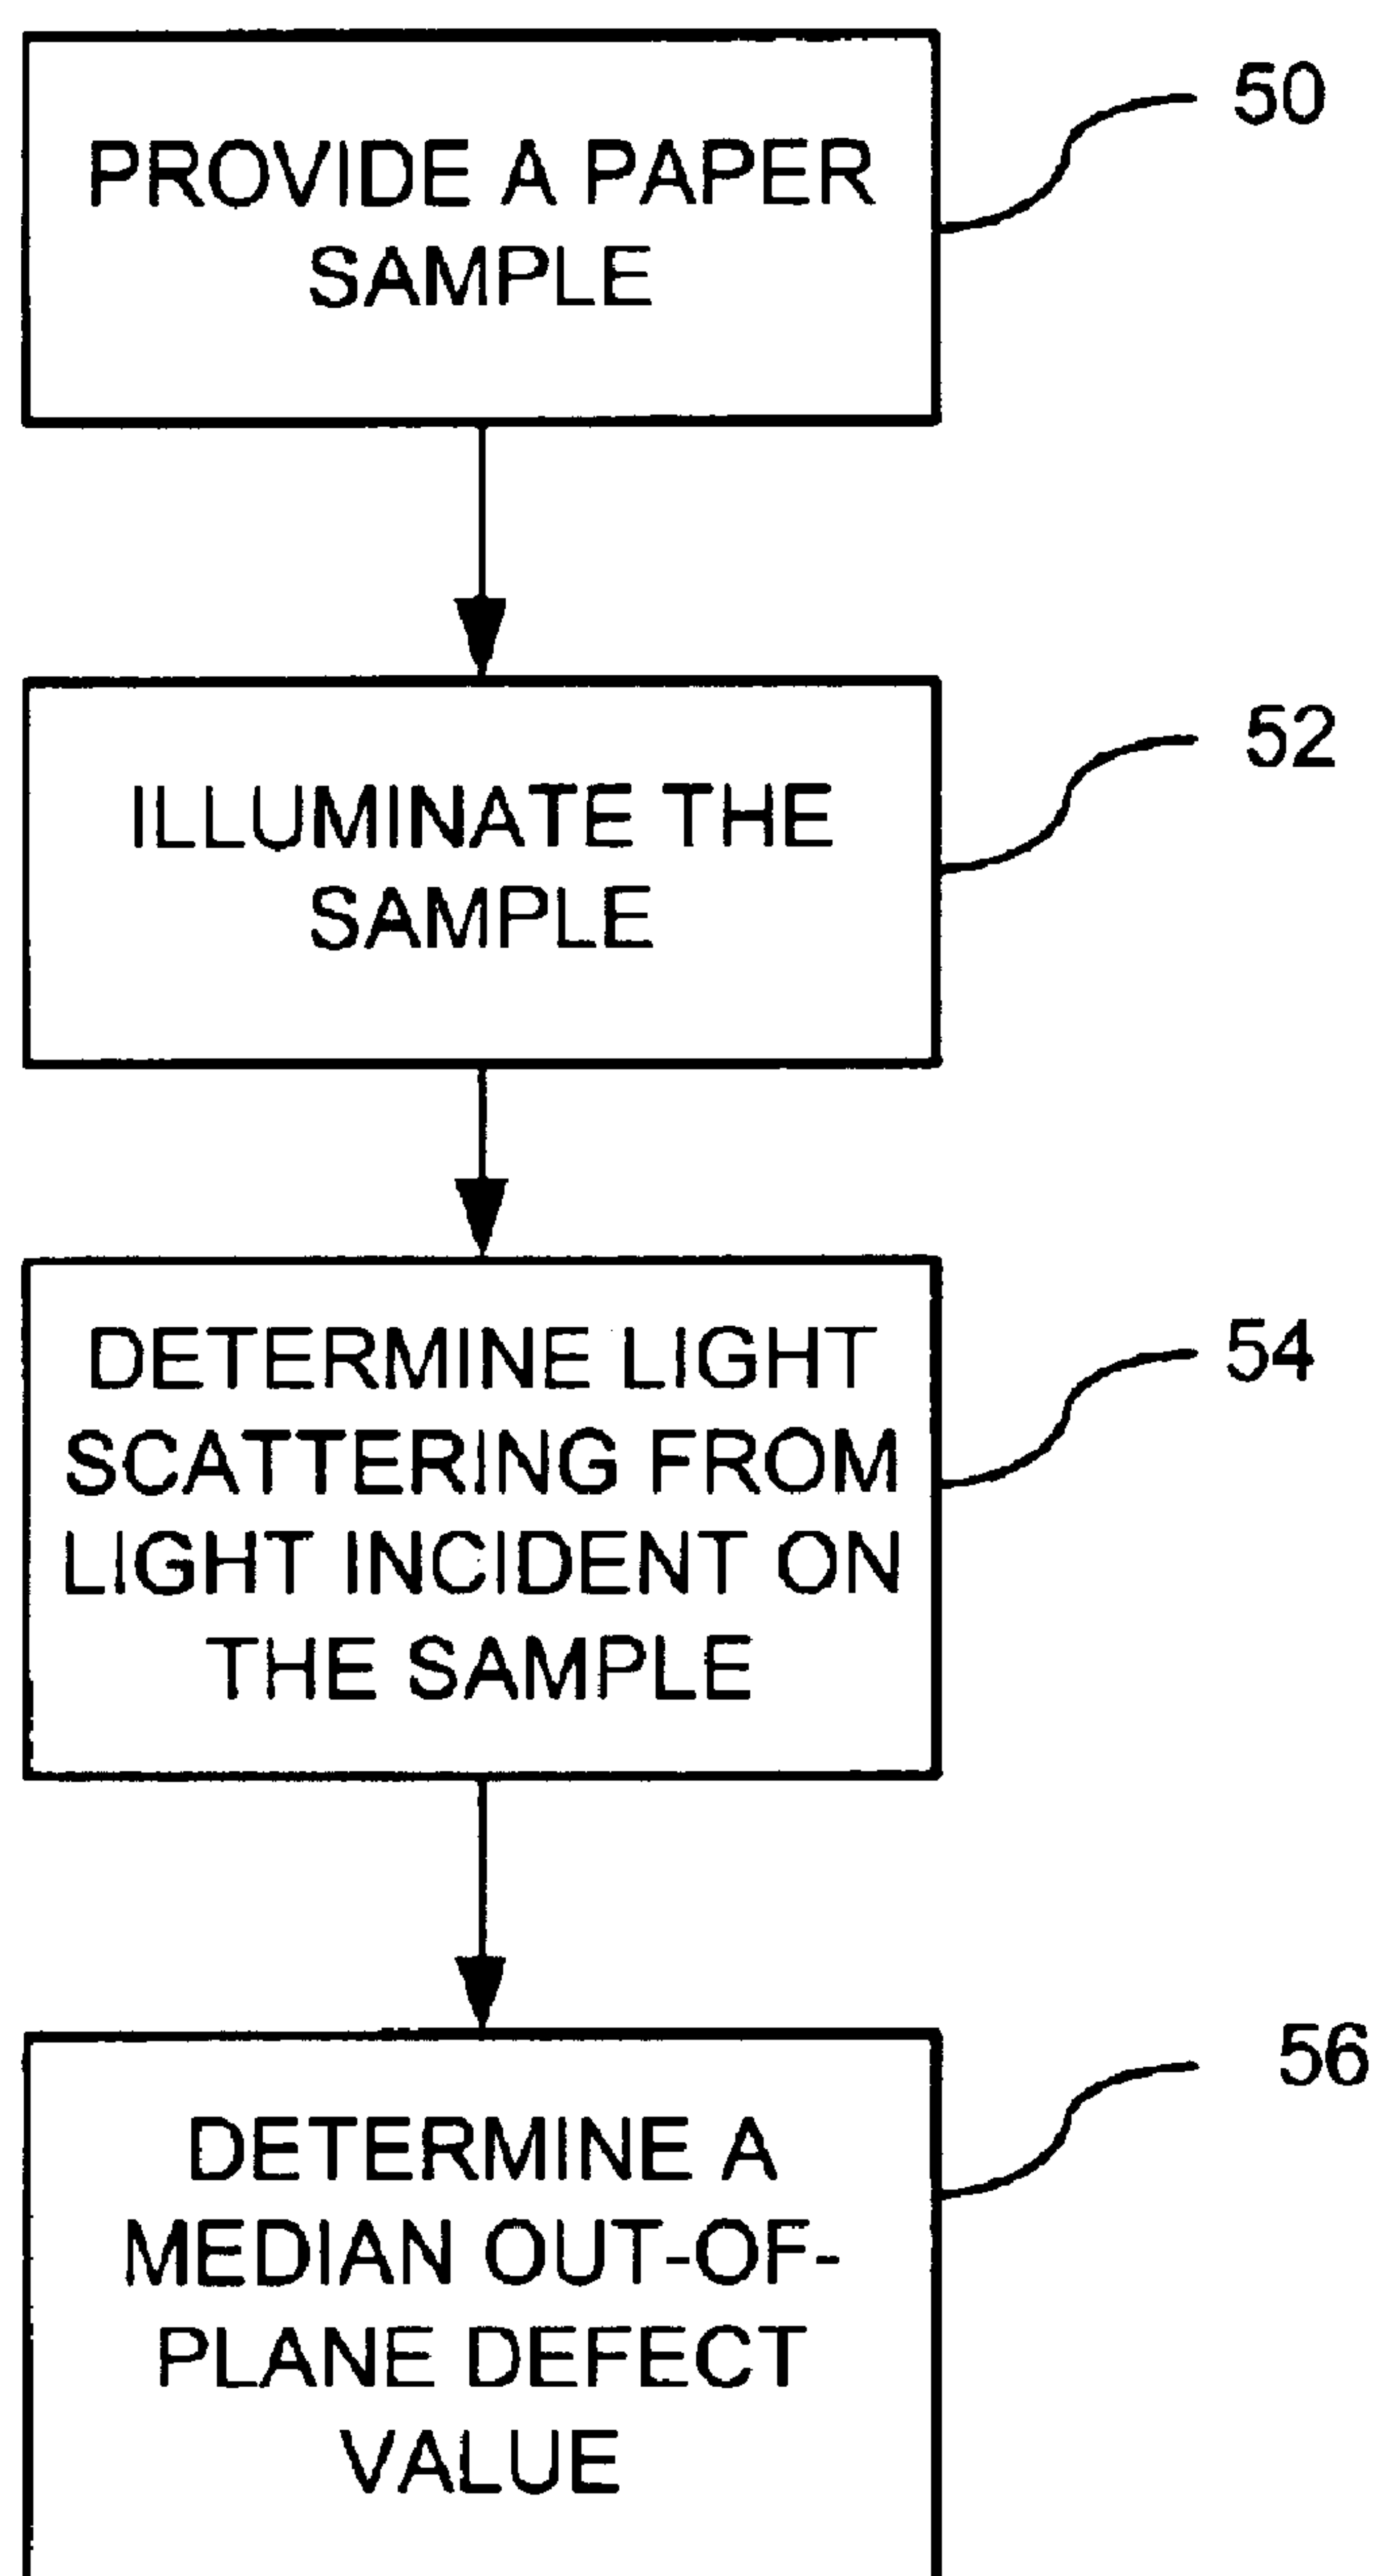 PROVIDE A PAPER
SAMPLE
50
ILLUMINATE THE
SAMPLE
52
DETERMINE LIGHT
SCATTERING FROM
LIGHT INCIDENT ON
THE SAMPLE
54
DETERMINE A
MEDIAN OUT-OF-
PLANE DEFECT
VALUE
56